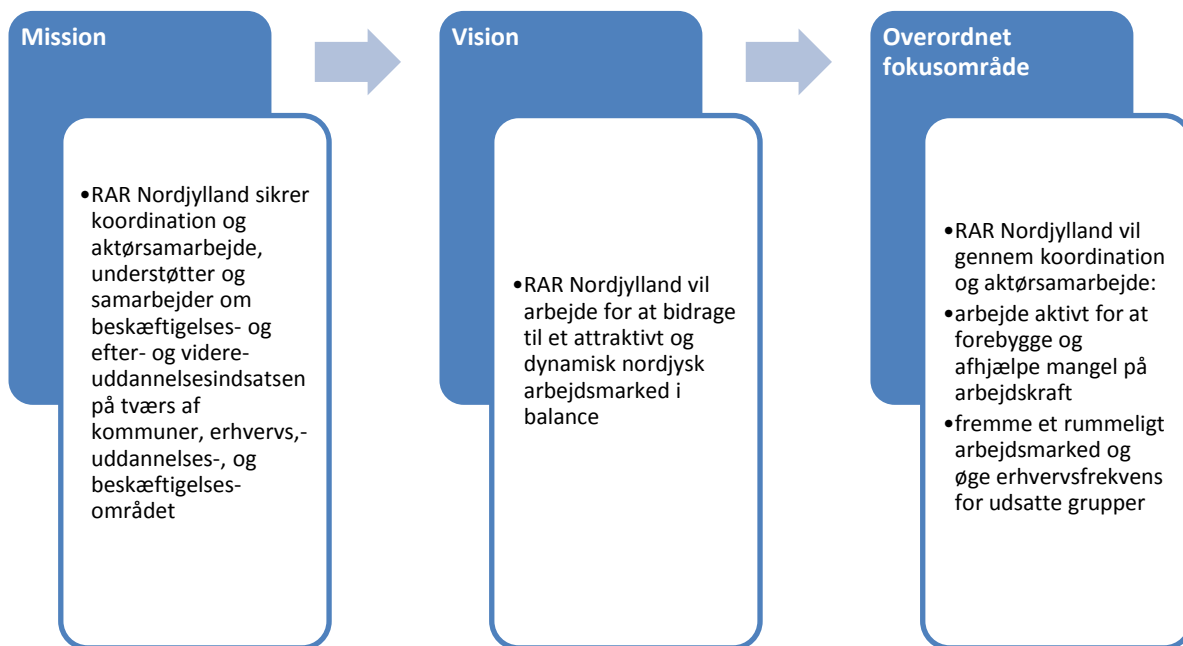 Mission
•RAR Nordjylland sikrer
koordination og
aktørsamarbejde,
understøtter og
samarbejder om
beskæftigelses- og
efter- og videre-
uddannelsesindsatsen
på tværs af
kommuner, erhvervs,-
uddannelses-, og
beskæftigelses-
området
Vision
•RAR Nordjylland vil
arbejde for at bidrage
til et attraktivt og
dynamisk nordjysk
arbejdsmarked i
balance
Overordnet
fokusområde
•RAR Nordjylland vil
gennem koordination
og aktørsamarbejde:
•arbejde aktivt for at
forebygge og
afhjælpe mangel på
arbejdskraft
•fremme et rummeligt
arbejdsmarked og
øge erhvervsfrekvens
for udsatte grupper